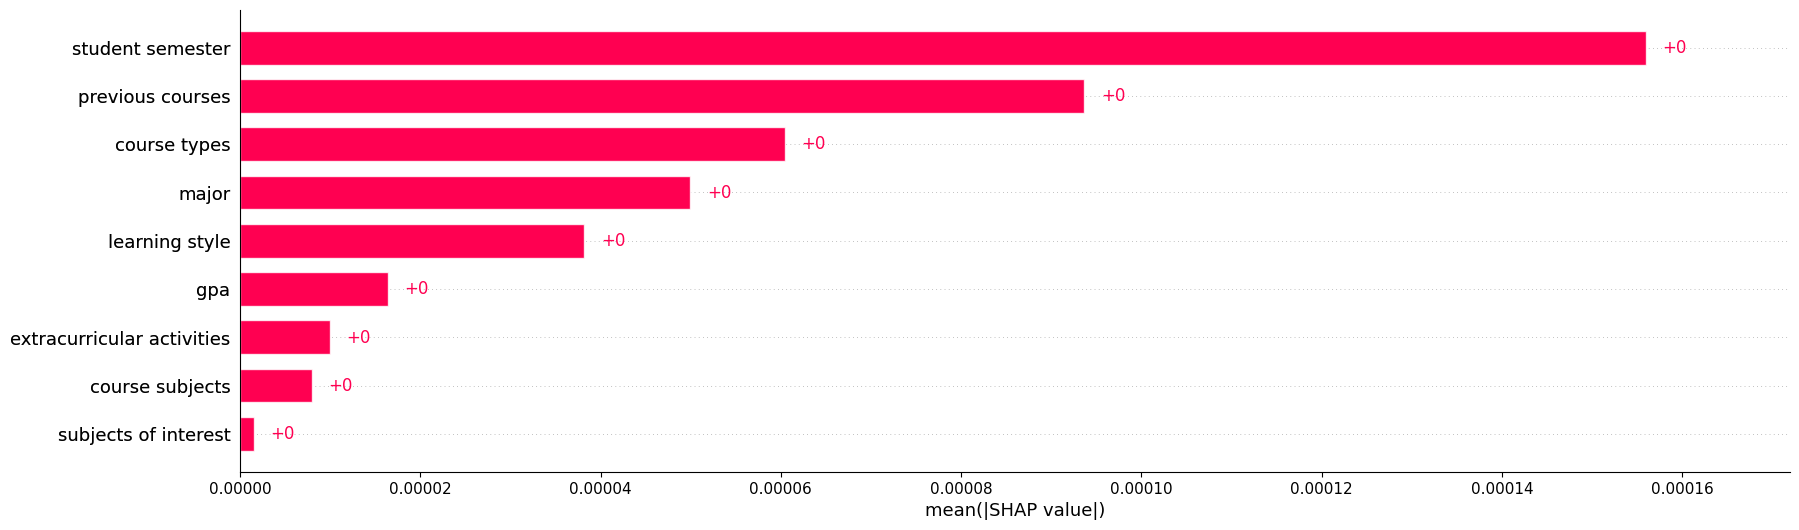 student semester +0
previous courses +0
course types +0
major +0
learning style +0
gpa +0
extracurricular activities +0
course subjects +0
subjects of interest +0
0.00000 0.00002 0.00004 0.00006 0.00008 0.00010 0.00012 0.00014 0.00016
mean(|SHAP value|)